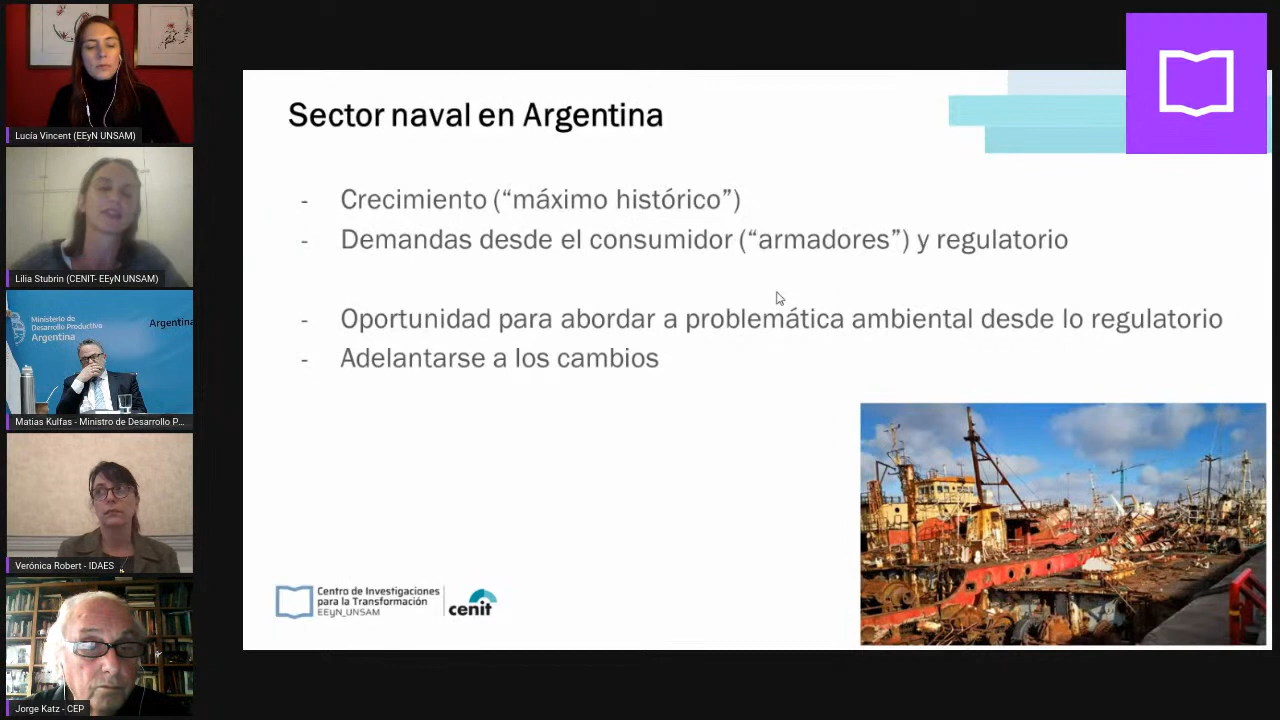 Lucía Vincent (EEyN UNSAM)
Lilia Stubrin (CENIT- EEyN UNSAM)
Ministerio de
Desarrollo Productivo
Argentina
Argentina
Matias Kulfas - Ministro de Desarrollo P...
Verónica Robert - IDAES
Jorge Katz - CEP
Sector naval en Argentina
- Crecimiento (“máximo histórico”)
- Demandas desde el consumidor (“armadores”) y regulatorio
- Oportunidad para abordar a problemática ambiental desde lo regulatorio
- Adelantarse a los cambios
Centro de Investigaciones
para la Transformación
EEyN_UNSAM
cenit